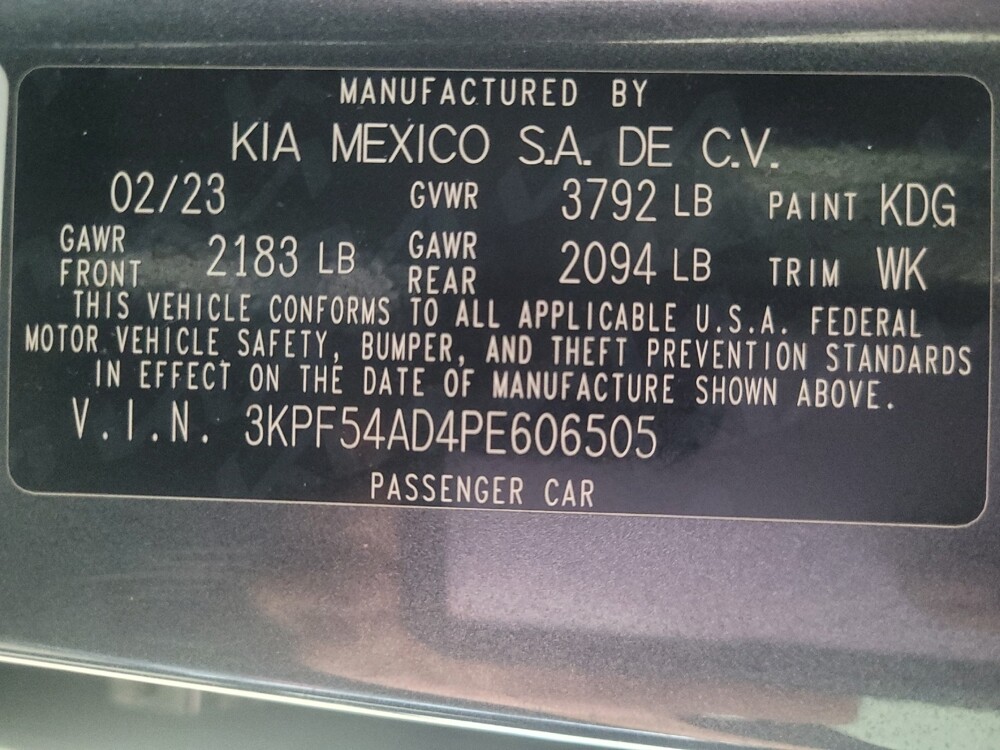 MANUFACTURED BY
KIA MEXICO S.A. DE C.V.
02/23 GVWR 3792 LB PAINT KDG
GAWR FRONT 2183 LB GAWR REAR 2094 LB TRIM WK
THIS VEHICLE CONFORMS TO ALL APPLICABLE U.S.A. FEDERAL
MOTOR VEHICLE SAFETY, BUMPER, AND THEFT PREVENTION STANDARDS
IN EFFECT ON THE DATE OF MANUFACTURE SHOWN ABOVE.
V.I.N. 3KPF54AD4PE606505
PASSENGER CAR